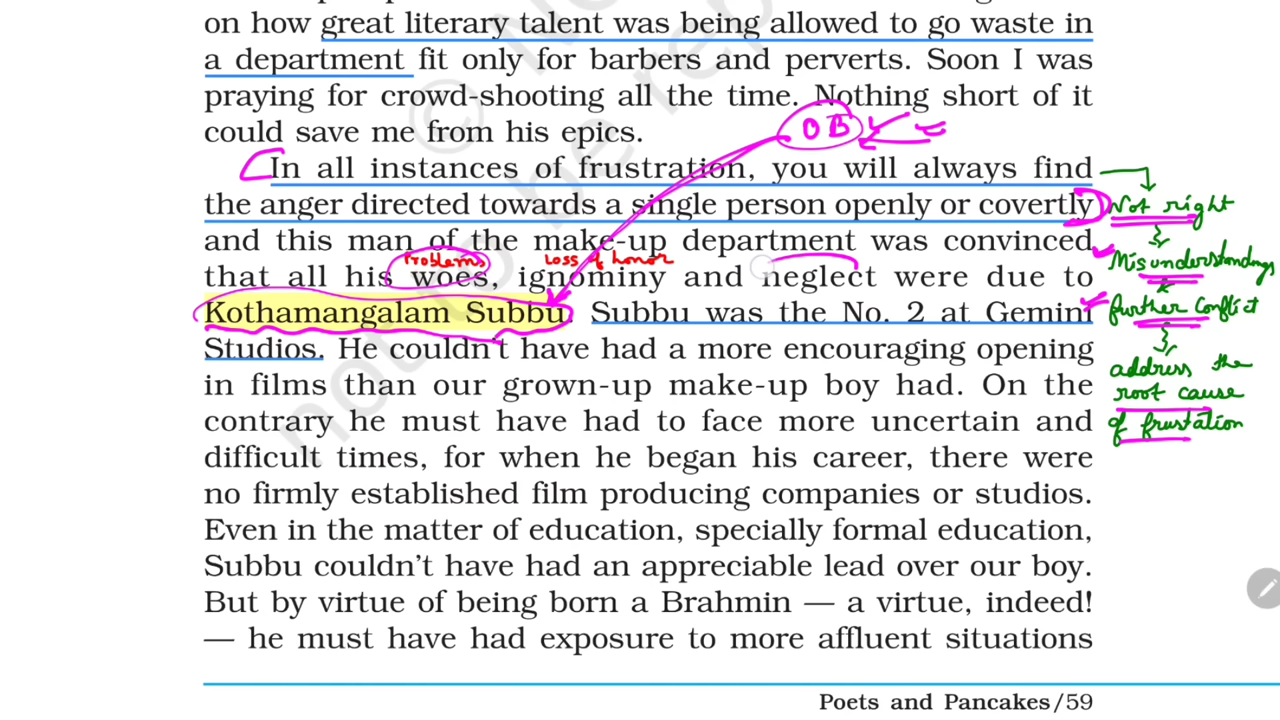 on how great literary talent was being allowed to go waste in
a department fit only for barbers and perverts. Soon I was
praying for crowd-shooting all the time. Nothing short of it
could save me from his epics.
OB
In all instances of frustration, you will always find
the anger directed towards a single person openly or covertly
Not right
and this man of the make-up department was convinced
Problems
Loss of honor
Misunderstandings
that all his woes, ignominy and neglect were due to
Kothamangalam Subbu. Subbu was the No. 2 at Gemini
further conflict
Studios. He couldn't have had a more encouraging opening
address the
in films than our grown-up make-up boy had. On the
root cause
contrary he must have had to face more uncertain and
of frustation
difficult times, for when he began his career, there were
no firmly established film producing companies or studios.
Even in the matter of education, specially formal education,
Subbu couldn't have had an appreciable lead over our boy.
But by virtue of being born a Brahmin — a virtue, indeed!
— he must have had exposure to more affluent situations
Poets and Pancakes/59